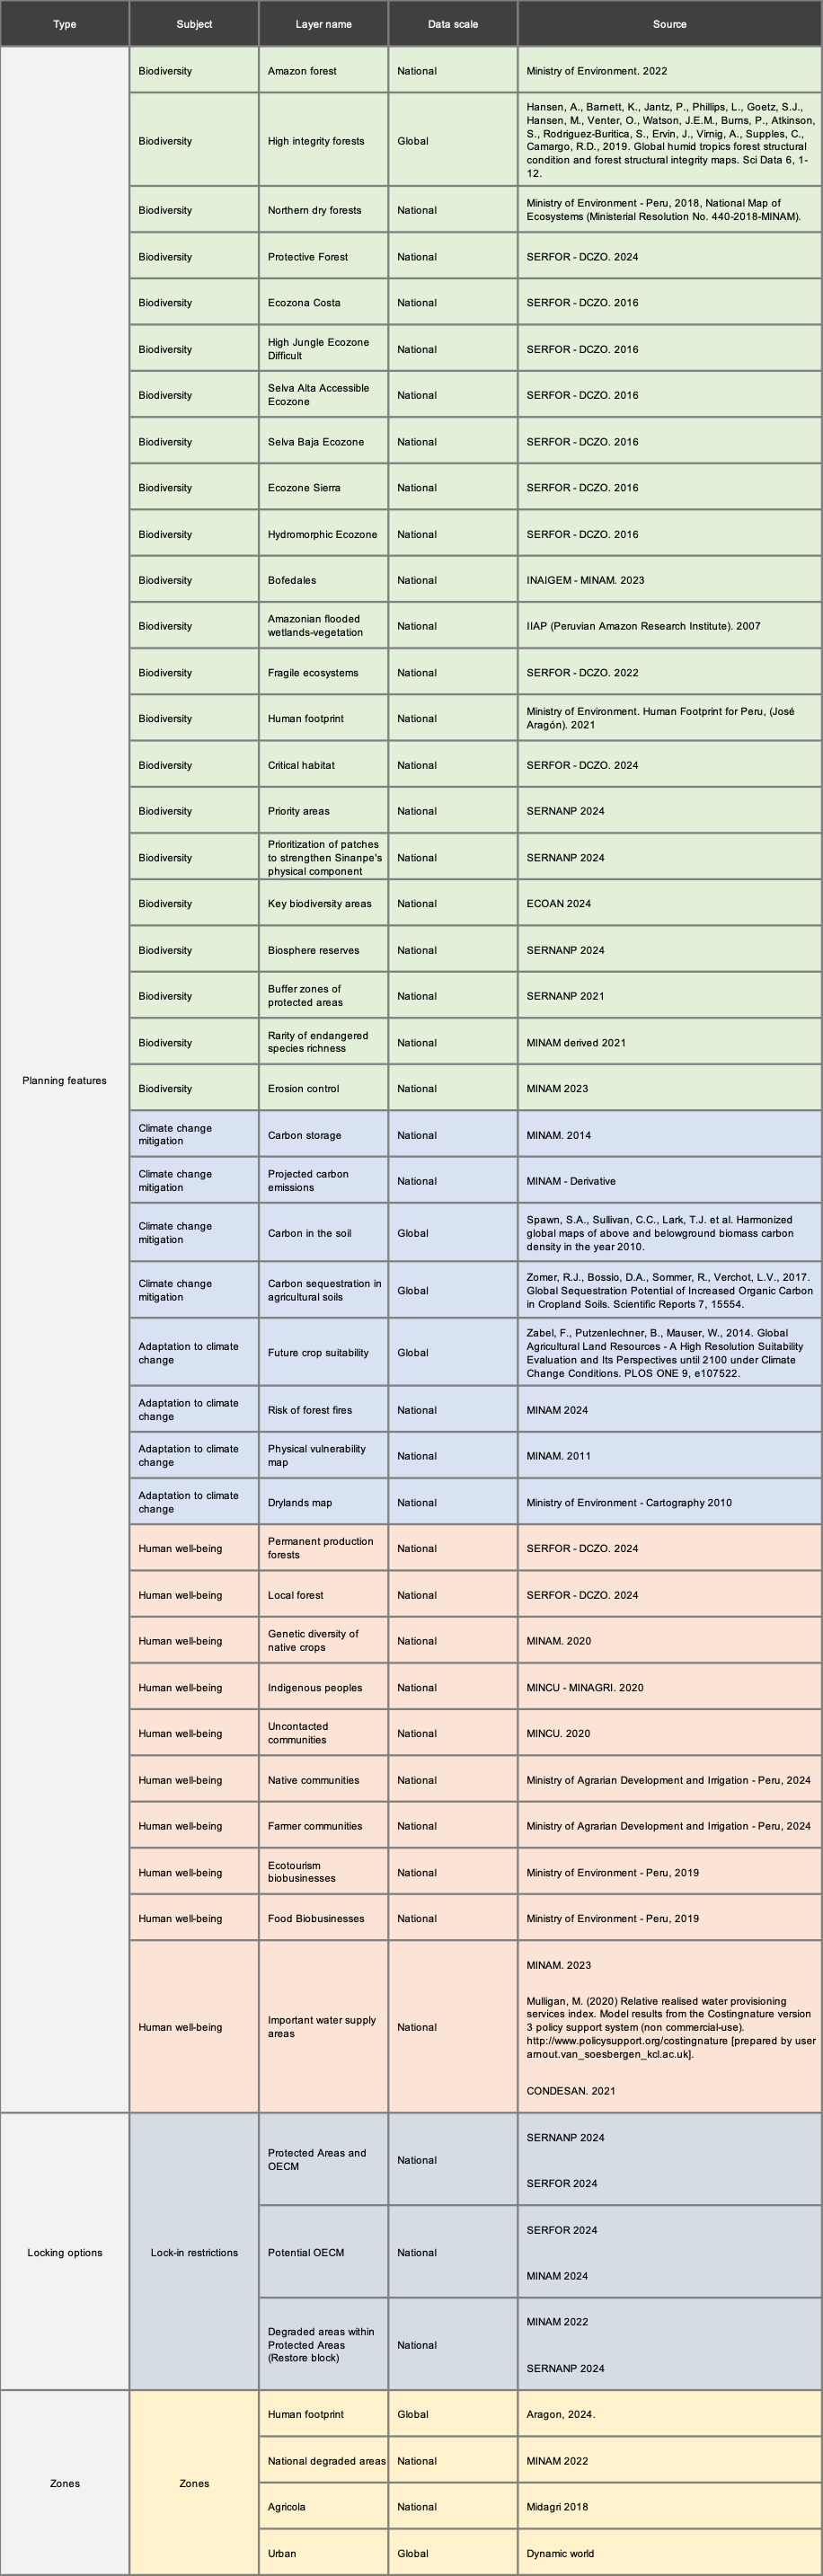 Type Subject Layer name Data scale Source
Biodiversity Amazon forest National Ministry of Environment. 2022
Biodiversity High integrity forests Global Hansen, A., Barnett, K., Jantz, P., Phillips, L., Goetz, S.J.,
Hansen, M., Venter, O., Watson, J.E.M., Burns, P., Atkinson,
S., Rodriguez-Buritica, S., Ervin, J., Virnig, A., Supples, C.,
Camargo, R.D., 2019. Global humid tropics forest structural
condition and forest structural integrity maps. Sci Data 6, 1-
12.
Biodiversity Northern dry forests National Ministry of Environment - Peru, 2018, National Map of
Ecosystems (Ministerial Resolution No. 440-2018-MINAM).
Biodiversity Protective Forest National SERFOR - DCZO. 2024
Biodiversity Ecozona Costa National SERFOR - DCZO. 2016
Biodiversity High Jungle Ecozone
Difficult National SERFOR - DCZO. 2016
Biodiversity Selva Alta Accessible
Ecozone National SERFOR - DCZO. 2016
Biodiversity Selva Baja Ecozone National SERFOR - DCZO. 2016
Biodiversity Ecozone Sierra National SERFOR - DCZO. 2016
Biodiversity Hydromorphic Ecozone National SERFOR - DCZO. 2016
Biodiversity Bofedales National INAIGEM - MINAM. 2023
Biodiversity Amazonian flooded
wetlands-vegetation National IIAP (Peruvian Amazon Research Institute). 2007
Biodiversity Fragile ecosystems National SERFOR - DCZO. 2022
Biodiversity Human footprint National Ministry of Environment. Human Footprint for Peru, (José
Aragón). 2021
Biodiversity Critical habitat National SERFOR - DCZO. 2024
Biodiversity Priority areas National SERNANP 2024
Biodiversity Prioritization of patches
to strengthen Sinanpe's
physical component National SERNANP 2024
Biodiversity Key biodiversity areas National ECOAN 2024
Biodiversity Biosphere reserves National SERNANP 2024
Biodiversity Buffer zones of
protected areas National SERNANP 2021
Biodiversity Rarity of endangered
species richness National MINAM derived 2021
Planning features
Biodiversity Erosion control National MINAM 2023
Climate change
mitigation Carbon storage National MINAM. 2014
Climate change
mitigation Projected carbon
emissions National MINAM - Derivative
Climate change
mitigation Carbon in the soil Global Spawn, S.A., Sullivan, C.C., Lark, T.J. et al. Harmonized
global maps of above and belowground biomass carbon
density in the year 2010.
Climate change
mitigation Carbon sequestration in
agricultural soils Global Zomer, R.J., Bossio, D.A., Sommer, R., Verchot, L.V., 2017.
Global Sequestration Potential of Increased Organic Carbon
in Cropland Soils. Scientific Reports 7, 15554.
Adaptation to climate
change Future crop suitability Global Zabel, F., Putzenlechner, B., Mauser, W., 2014. Global
Agricultural Land Resources - A High Resolution Suitability
Evaluation and Its Perspectives until 2100 under Climate
Change Conditions. PLOS ONE 9, e107522.
Adaptation to climate
change Risk of forest fires National MINAM 2024
Adaptation to climate
change Physical vulnerability
map National MINAM. 2011
Adaptation to climate
change Drylands map National Ministry of Environment - Cartography 2010
Human well-being Permanent production
forests National SERFOR - DCZO. 2024
Human well-being Local forest National SERFOR - DCZO. 2024
Human well-being Genetic diversity of
native crops National MINAM. 2020
Human well-being Indigenous peoples National MINCU - MINAGRI. 2020
Human well-being Uncontacted
communities National MINCU. 2020
Human well-being Native communities National Ministry of Agrarian Development and Irrigation - Peru, 2024
Human well-being Farmer communities National Ministry of Agrarian Development and Irrigation - Peru, 2024
Human well-being Ecotourism
biobusinesses National Ministry of Environment - Peru, 2019
Human well-being Food Biobusinesses National Ministry of Environment - Peru, 2019
Human well-being Important water supply
areas National MINAM. 2023
Mulligan, M. (2020) Relative realised water provisioning
services index. Model results from the Costingnature version
3 policy support system (non commercial-use).
http://www.policysupport.org/costingnature [prepared by user
arnout.van_soesbergen_kcl.ac.uk].
CONDESAN. 2021
Locking options Lock-in restrictions
Protected Areas and
OECM National SERNANP 2024
SERFOR 2024
Potential OECM National SERFOR 2024
MINAM 2024
Degraded areas within
Protected Areas
(Restore block) National MINAM 2022
SERNANP 2024
Zones Zones
Human footprint Global Aragon, 2024.
National degraded areas National MINAM 2022
Agricola National Midagri 2018
Urban Global Dynamic world